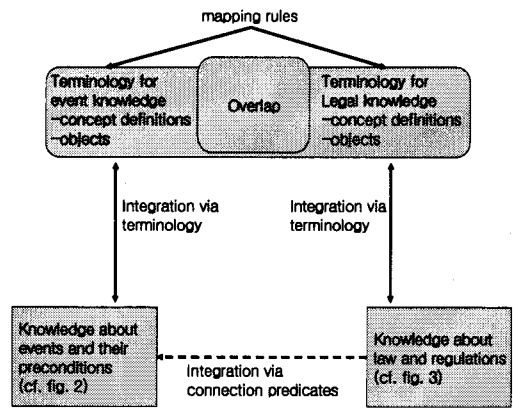 mapping rules
Terminology for
event knowledge
-concept definitions
-objects
Overlap
Terminology for
Legal knowledge
-concept definitions
-objects
Integration via
terminology
Integration via
terminology
Knowledge about
events and their
preconditions
(cf. fig. 2)
Knowledge about
law and regulations
(cf. fig. 3)
Integration via
connection predicates